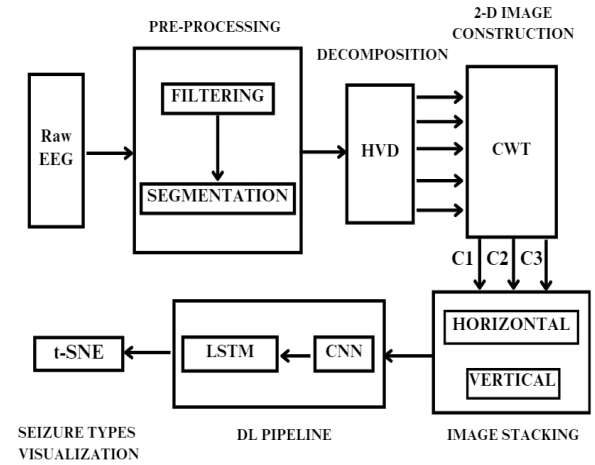 PRE-PROCESSING
2-D IMAGE
CONSTRUCTION
DECOMPOSITION
FILTERING
Raw
EEG
HVD
CWT
SEGMENTATION
C1 C2 C3
HORIZONTAL
VERTICAL
CNN
LSTM
t-SNE
SEIZURE TYPES
VISUALIZATION
DL PIPELINE
IMAGE STACKING